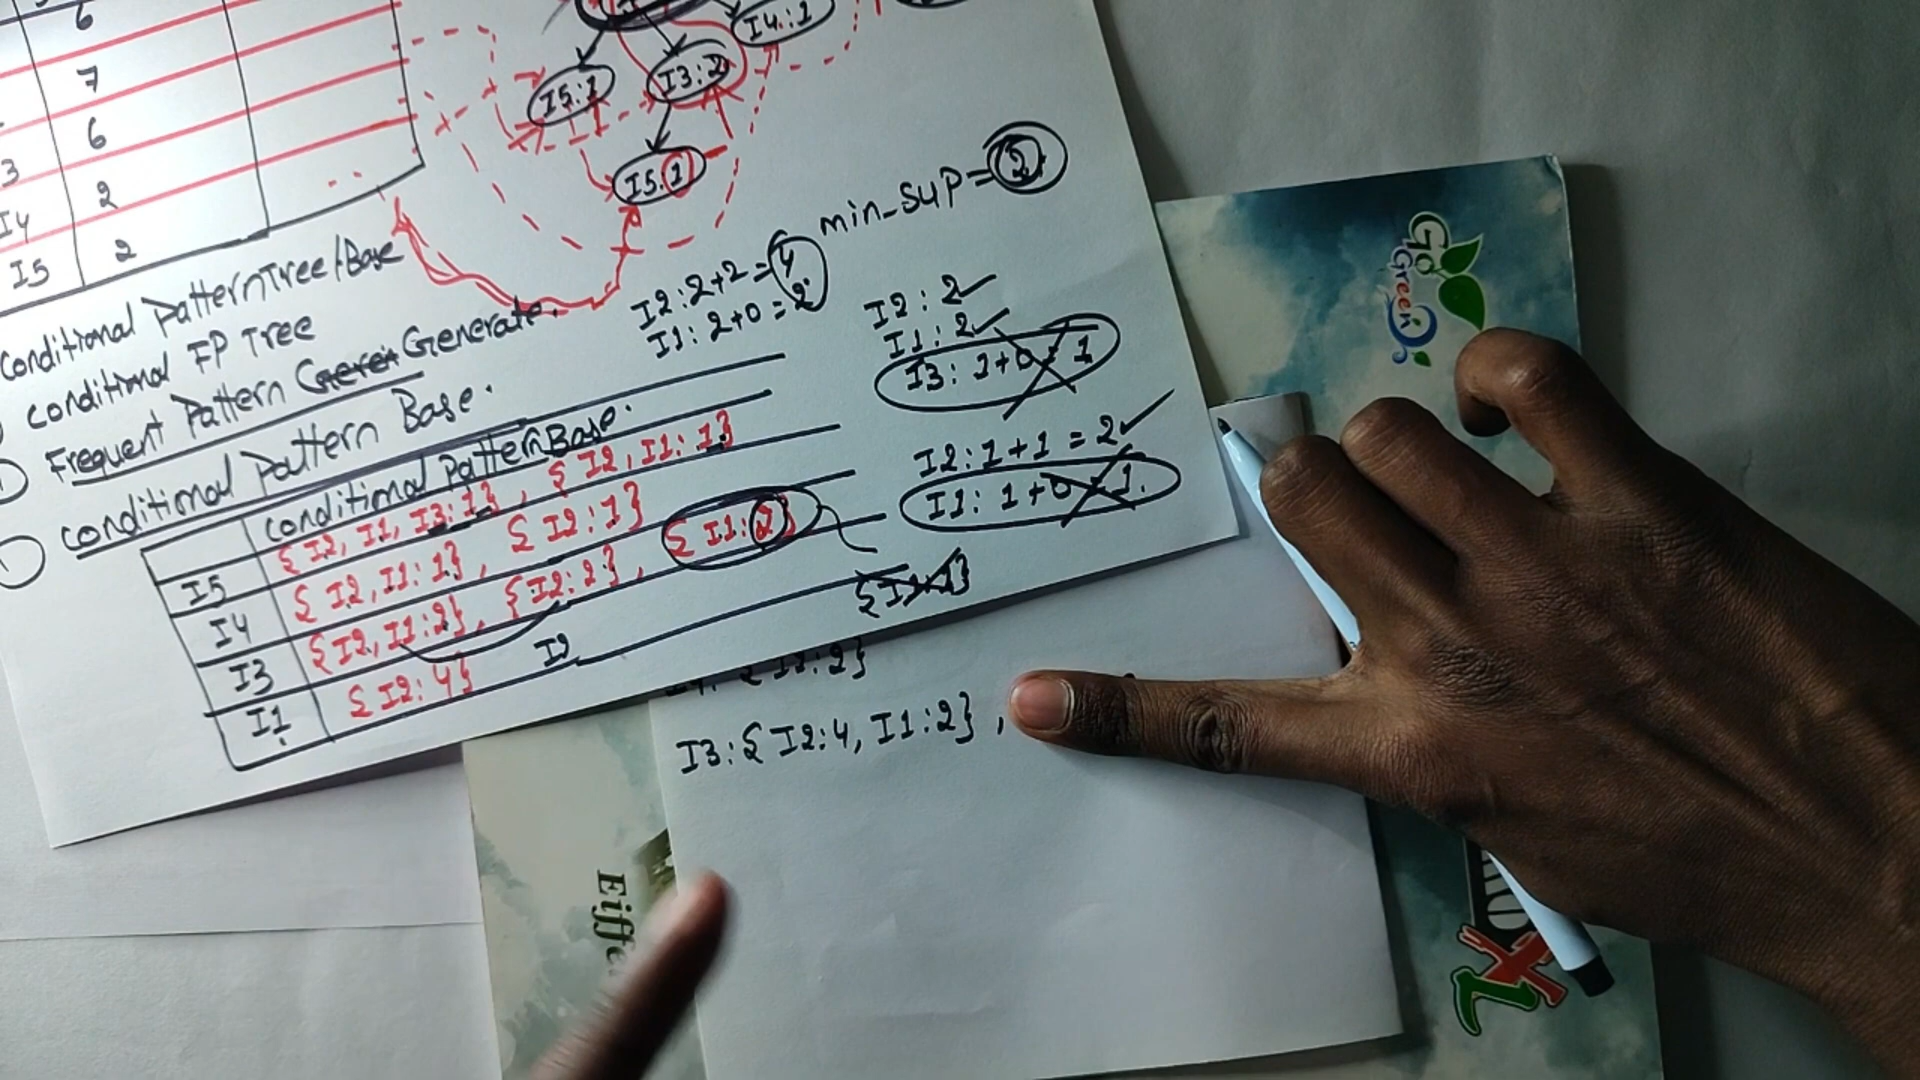 6
7
6
3
2
I4
2
I5
I4:1
I5:1
I3:2
I5:1
min_sup=2
Conditional Pattern Tree/Base
Conditional FP Tree
Frequent Pattern Generate.
I2:2+2=4
I1:2+0=2
I2:2✓
I1:2✓
I3:1+0=1
I2:1+1=2✓
I1:1+0=1.
Conditional Pattern Base.
Conditional Pattern Base.
I5 {I2, I1, I3:1}, {I2, I1:1}
I4 {I2, I1:1}, {I2:1}
I3 {I2, I1:2}, {I2:2}, {I1:2}
I1 {I2:4} I2
I3:{I2:4, I1:2},
Go
Green
Eiffe